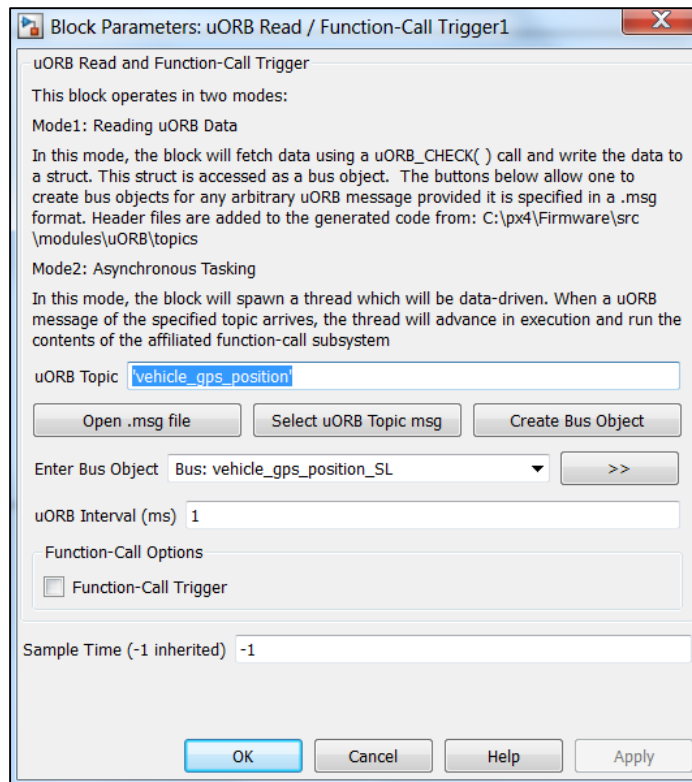 Block Parameters: uORB Read / Function-Call Trigger1
uORB Read and Function-Call Trigger
This block operates in two modes:
Mode1: Reading uORB Data
In this mode, the block will fetch data using a uORB_CHECK( ) call and write the data to
a struct. This struct is accessed as a bus object.  The buttons below allow one to
create bus objects for any arbitrary uORB message provided it is specified in a .msg
format. Header files are added to the generated code from: C:\px4\Firmware\src
\modules\uORB\topics
Mode2: Asynchronous Tasking
In this mode, the block will spawn a thread which will be data-driven. When a uORB
message of the specified topic arrives, the thread will advance in execution and run the
contents of the affiliated function-call subsystem
uORB Topic 'vehicle_gps_position'
Open .msg file Select uORB Topic msg Create Bus Object
Enter Bus Object Bus: vehicle_gps_position_SL >>
uORB Interval (ms) 1
Function-Call Options
Function-Call Trigger
Sample Time (-1 inherited) -1
OK Cancel Help Apply